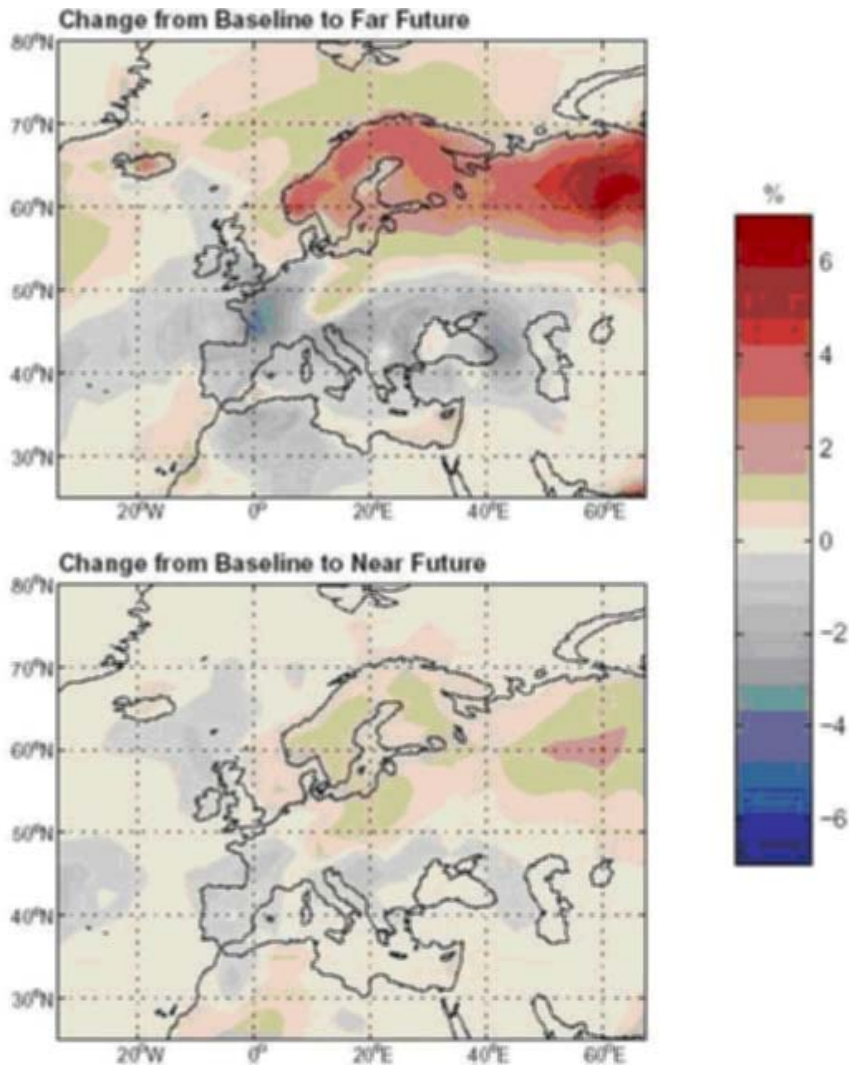 Change from Baseline to Far Future
80°N
70°N
60°N
50°N
40°N
30°N
20°W 0° 20°E 40°E 60°E
%
6
4
2
0
−2
−4
−6
Change from Baseline to Near Future
80°N
70°N
60°N
50°N
40°N
30°N
20°W 0° 20°E 40°E 60°E